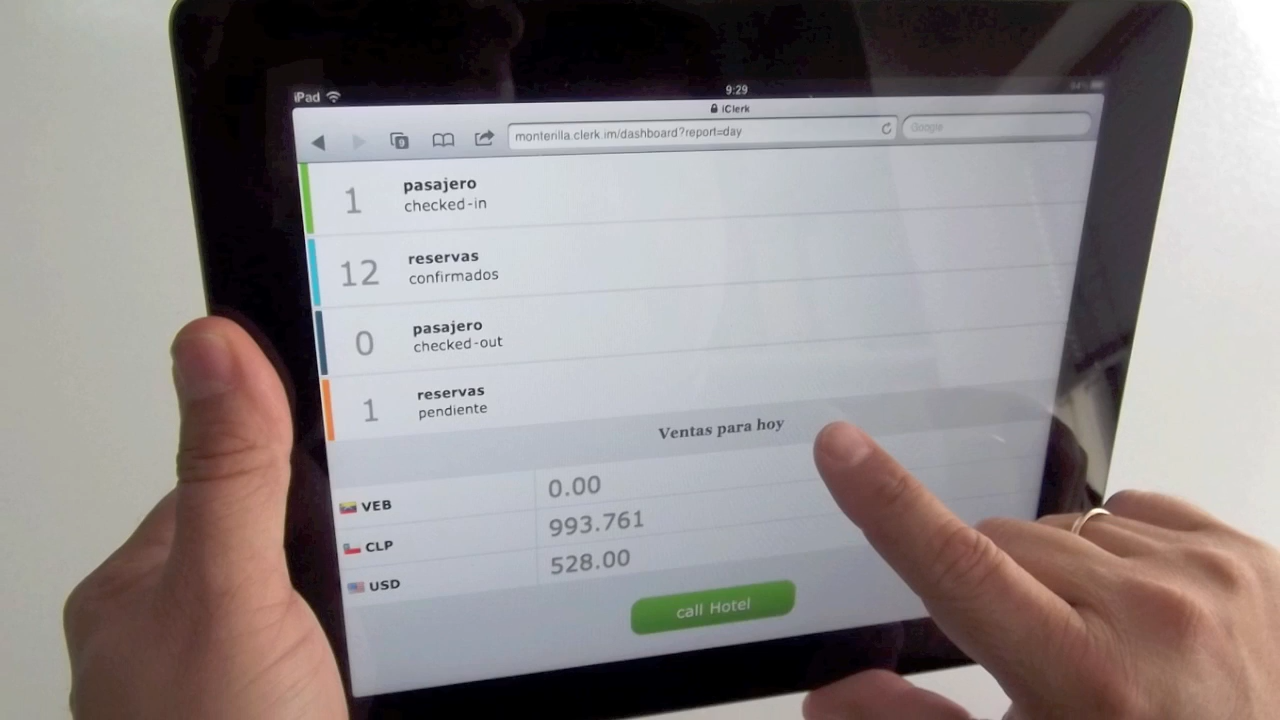 iPad 9:29
iClerk
monterilla.clerk.im/dashboard?report=day Google
1 pasajero
checked-in
12 reservas
confirmados
0 pasajero
checked-out
1 reservas
pendiente
Ventas para hoy
VEB 0.00
CLP 993.761
USD 528.00
call Hotel